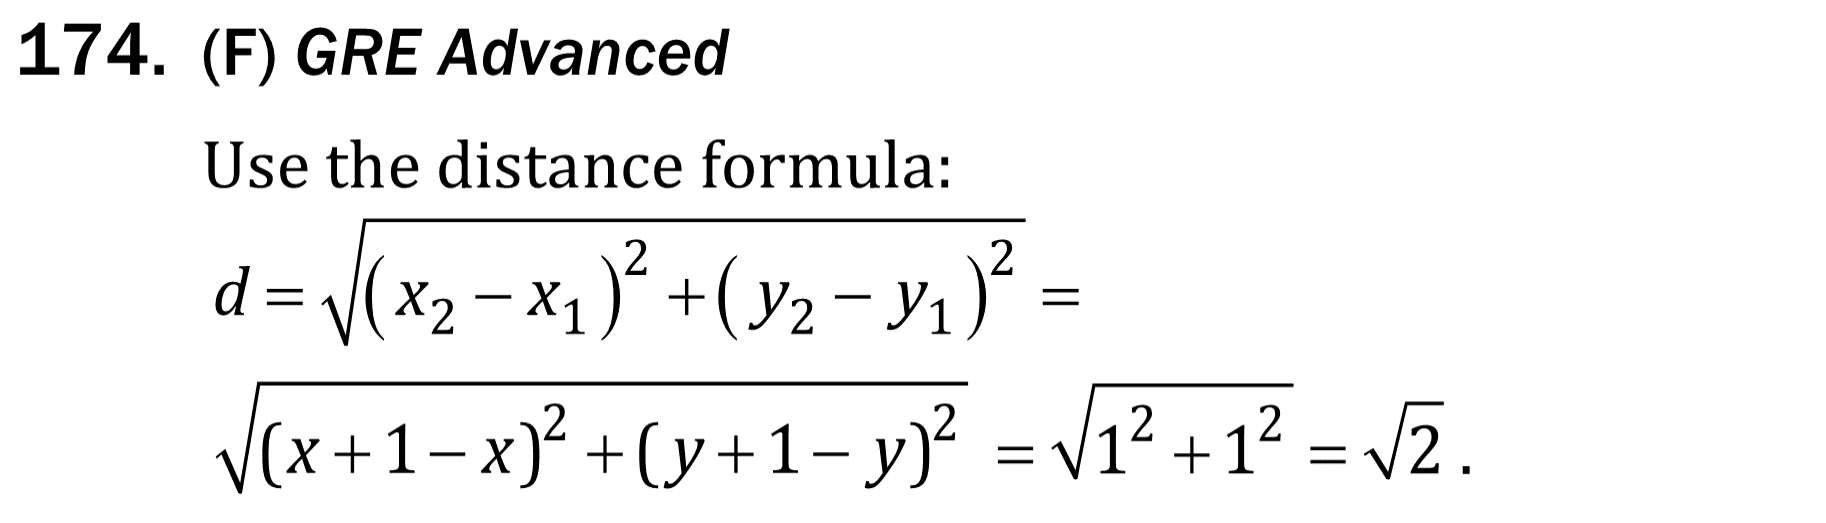 174. (F) GRE Advanced
Use the distance formula:
d = √((x₂ − x₁)² + (y₂ − y₁)²) =
√((x + 1 − x)² + (y + 1 − y)²) = √(1² + 1²) = √2 .